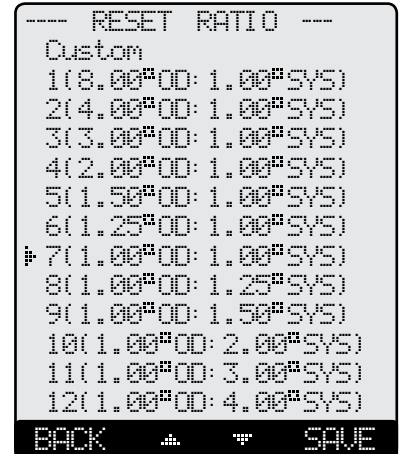 ---- RESET RATIO ---
Custom
1(8.00°OD: 1.00°SYS)
2(4.00°OD: 1.00°SYS)
3(3.00°OD: 1.00°SYS)
4(2.00°OD: 1.00°SYS)
5(1.50°OD: 1.00°SYS)
6(1.25°OD: 1.00°SYS)
7(1.00°OD: 1.00°SYS)
8(1.00°OD: 1.25°SYS)
9(1.00°OD: 1.50°SYS)
10(1.00°OD: 2.00°SYS)
11(1.00°OD: 3.00°SYS)
12(1.00°OD: 4.00°SYS)
BACK SAVE